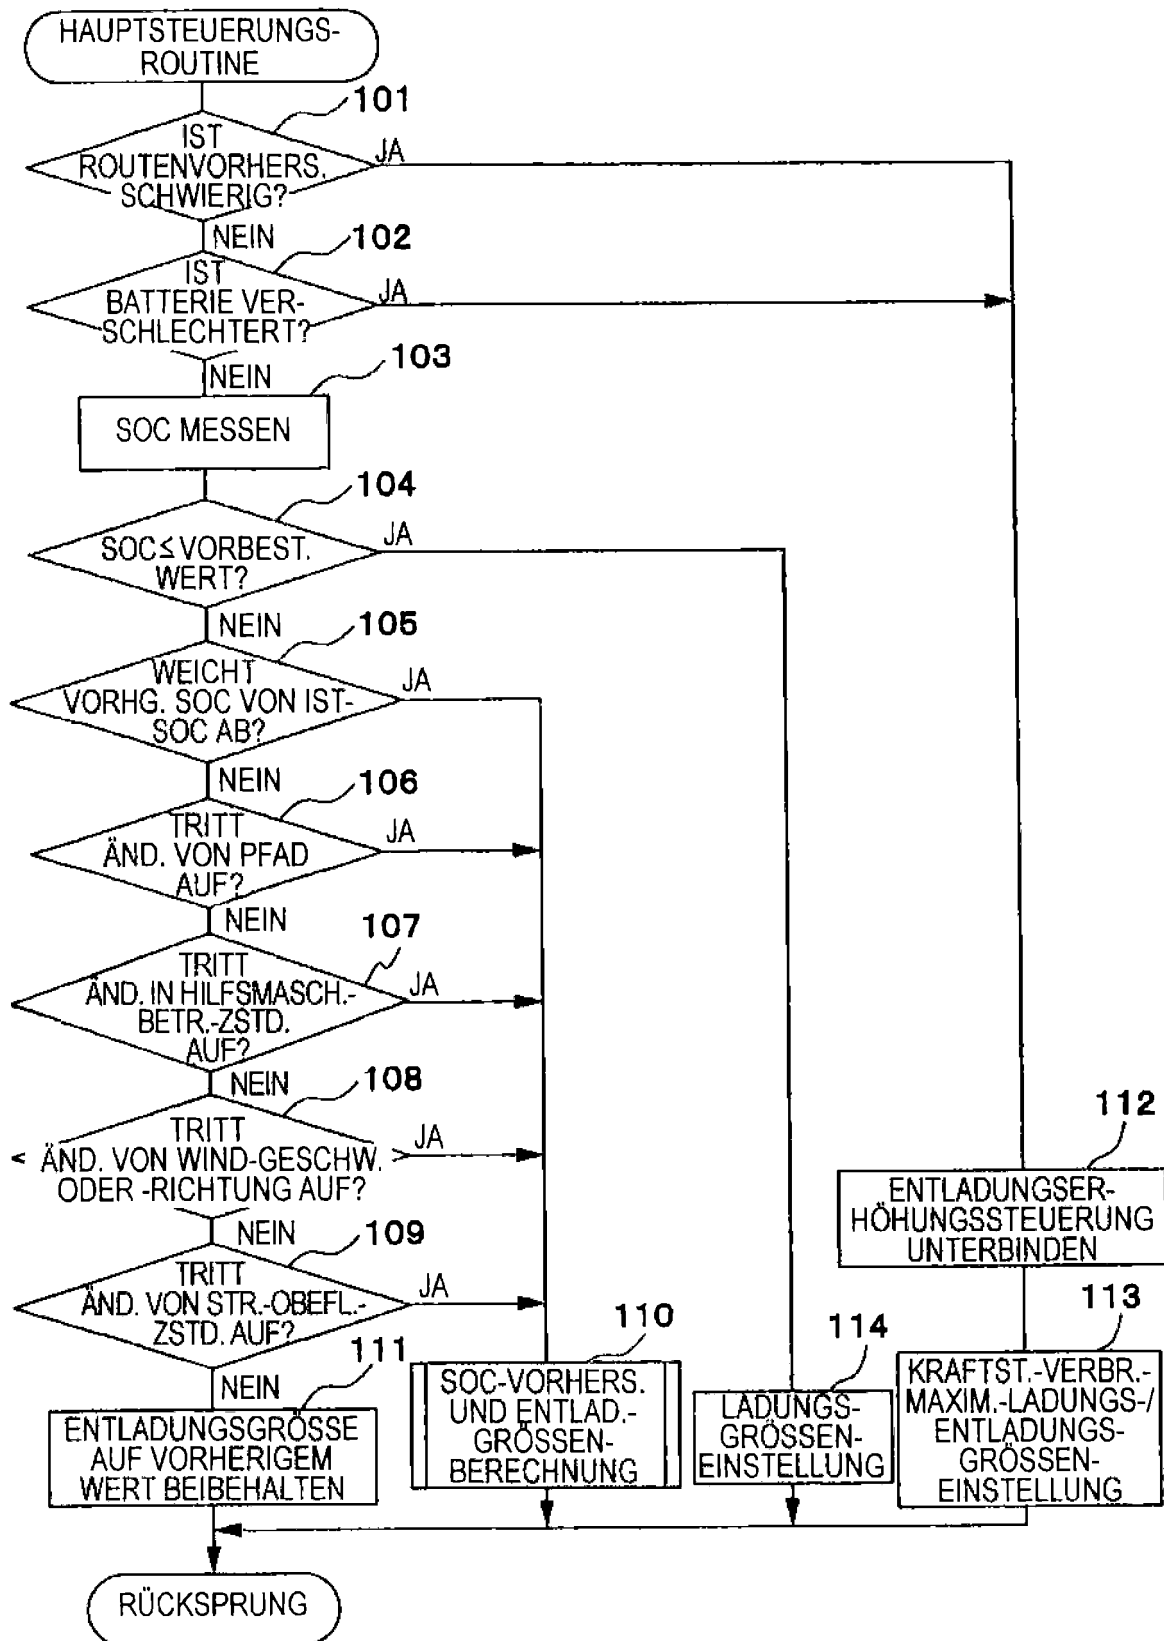 HAUPTSTEUERUNGS-
ROUTINE
101
IST
ROUTENVORHERS.
SCHWIERIG?
JA
NEIN
102
IST
BATTERIE VER-
SCHLECHTERT?
JA
NEIN
103
SOC MESSEN
104
SOC≤VORBEST.
WERT?
JA
NEIN
105
WEICHT
VORHG. SOC VON IST-
SOC AB?
JA
NEIN
106
TRITT
ÄND. VON PFAD
AUF?
JA
NEIN
107
TRITT
ÄND. IN HILFSMASCH.-
BETR.-ZSTD.
AUF?
JA
NEIN
108
TRITT
ÄND. VON WIND-GESCHW.
ODER -RICHTUNG AUF?
JA
NEIN
109
TRITT
ÄND. VON STR.-OBEFL.-
ZSTD. AUF?
JA
NEIN
111
ENTLADUNGSGRÖSSE
AUF VORHERIGEM
WERT BEIBEHALTEN
110
SOC-VORHERS.
UND ENTLAD.-
GRÖSSEN-
BERECHNUNG
114
LADUNGS-
GRÖSSEN-
EINSTELLUNG
112
ENTLADUNGSER-
HÖHUNGSSTEUERUNG
UNTERBINDEN
113
KRAFTST.-VERBR.-
MAXIM.-LADUNGS-/
ENTLADUNGS-
GRÖSSEN-
EINSTELLUNG
RÜCKSPRUNG